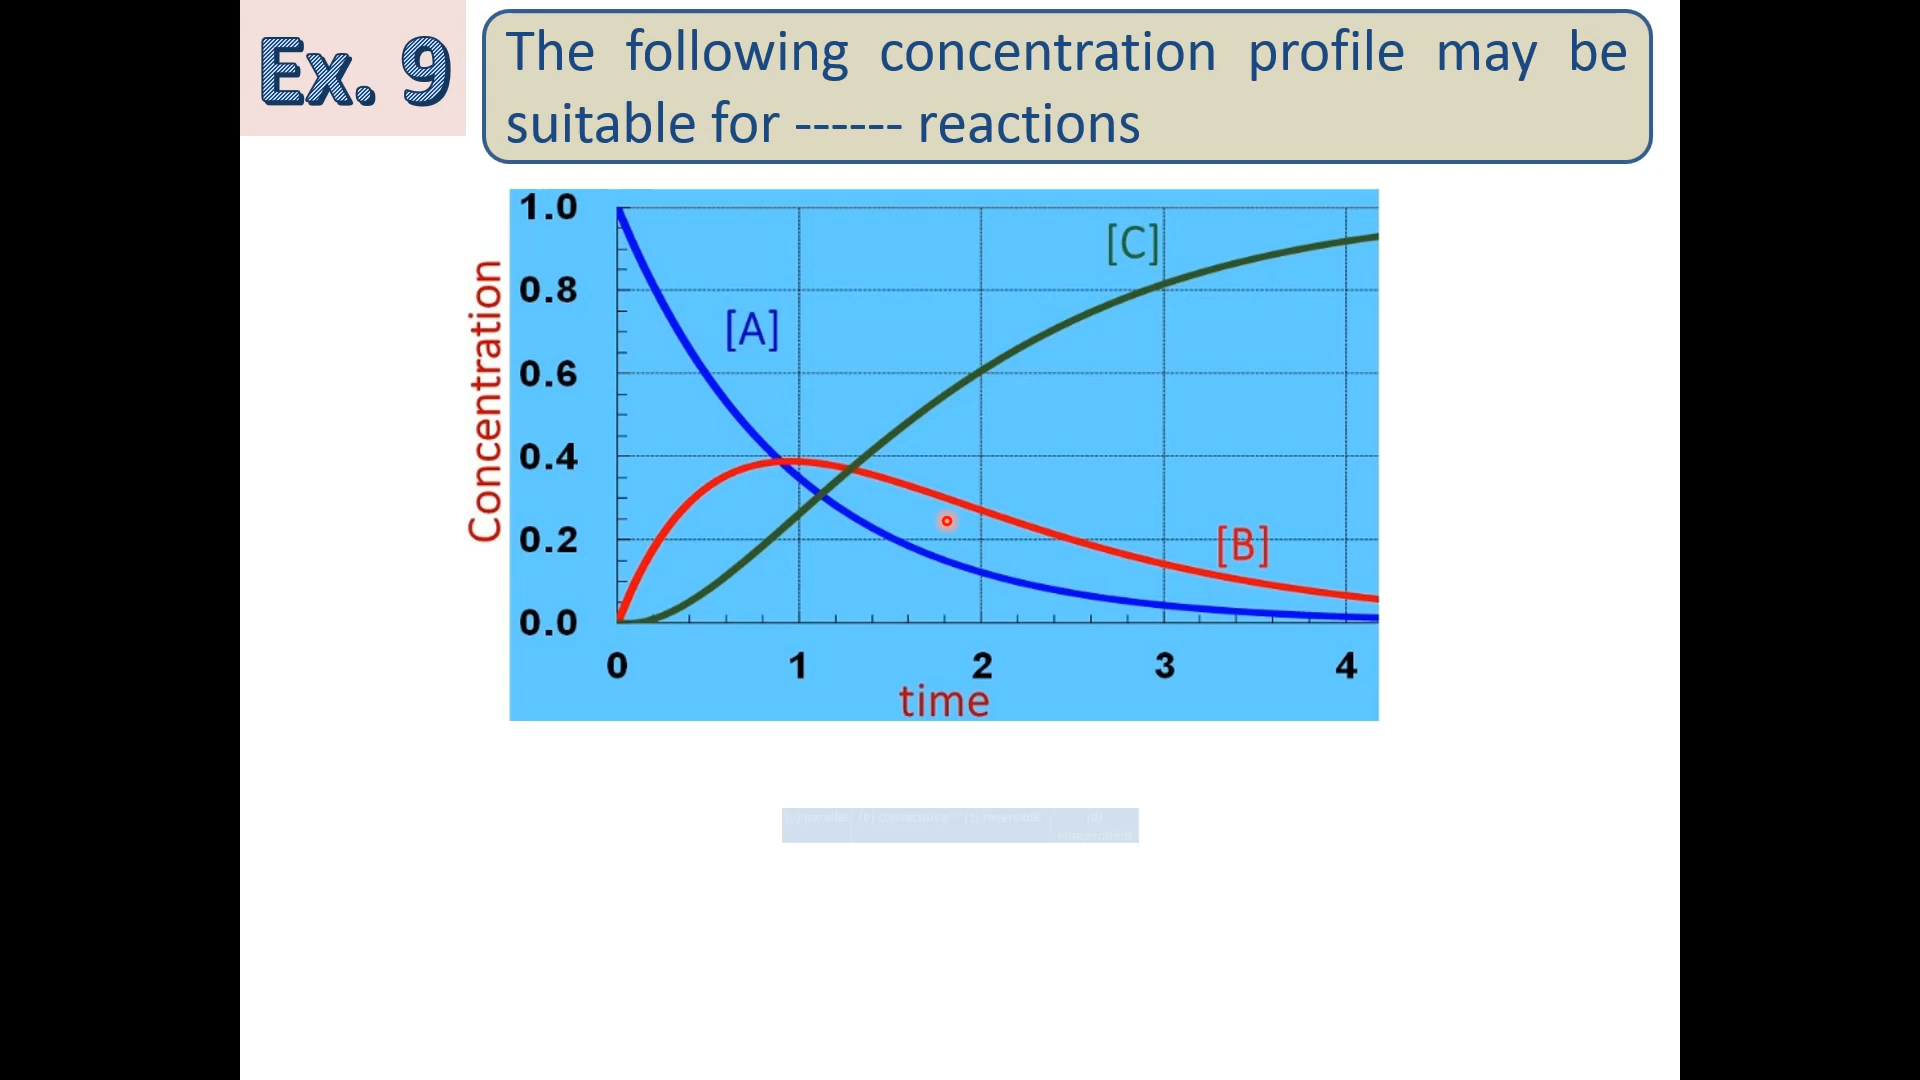 Ex. 9
The following concentration profile may be
suitable for ------ reactions
1.0
0.8
0.6
0.4
0.2
0.0
Concentration
[A]
[C]
[B]
0 1 2 3 4
time
(b) consecutive